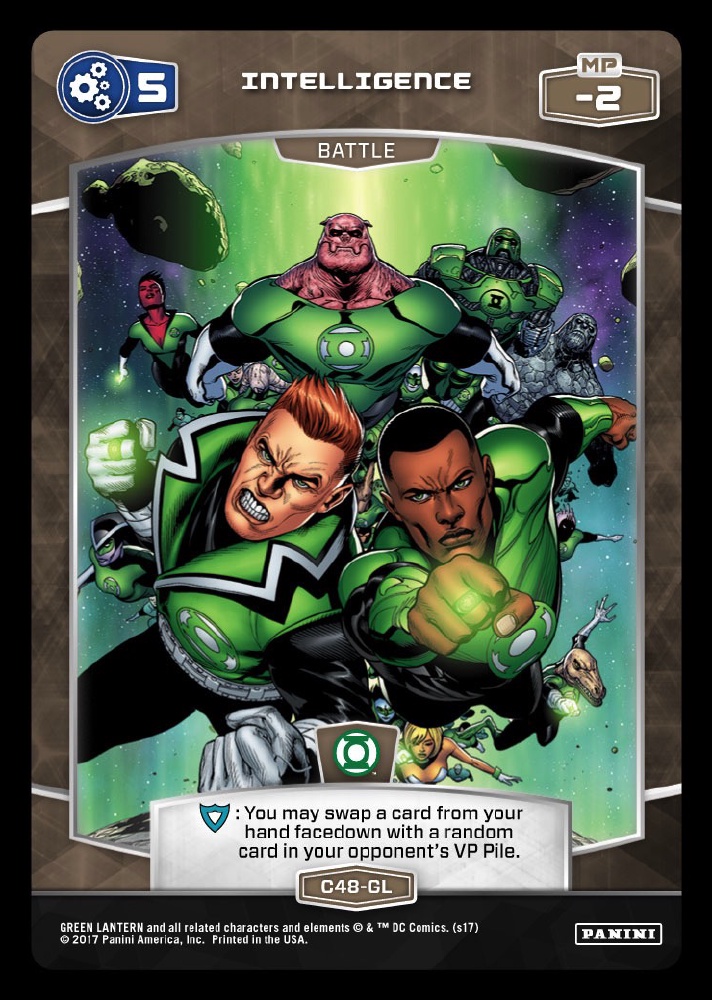 5
INTELLIGENCE
MP
-2
BATTLE
: You may swap a card from your
hand facedown with a random
card in your opponent's VP Pile.
C48-GL
GREEN LANTERN and all related characters and elements © & ™ DC Comics. (s17)
© 2017 Panini America, Inc. Printed in the USA.
PANINI